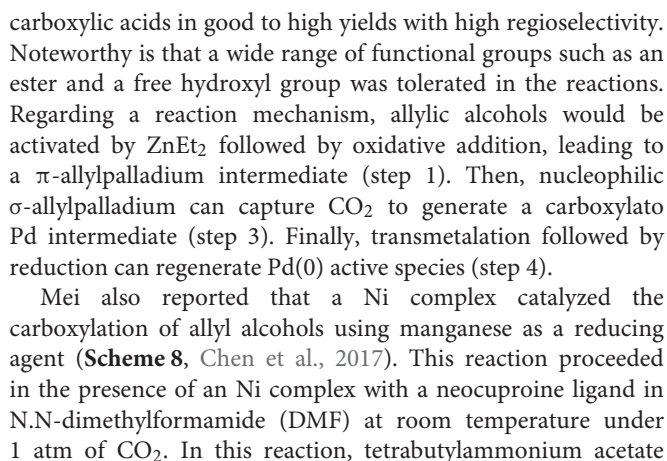 carboxylic acids in good to high yields with high regioselectivity.
Noteworthy is that a wide range of functional groups such as an
ester and a free hydroxyl group was tolerated in the reactions.
Regarding a reaction mechanism, allylic alcohols would be
activated by ZnEt₂ followed by oxidative addition, leading to
a π-allylpalladium intermediate (step 1). Then, nucleophilic
σ-allylpalladium can capture CO₂ to generate a carboxylato
Pd intermediate (step 3). Finally, transmetalation followed by
reduction can regenerate Pd(0) active species (step 4).
Mei also reported that a Ni complex catalyzed the
carboxylation of allyl alcohols using manganese as a reducing
agent (Scheme 8, Chen et al., 2017). This reaction proceeded
in the presence of an Ni complex with a neocuproine ligand in
N.N-dimethylformamide (DMF) at room temperature under
1 atm of CO₂. In this reaction, tetrabutylammonium acetate